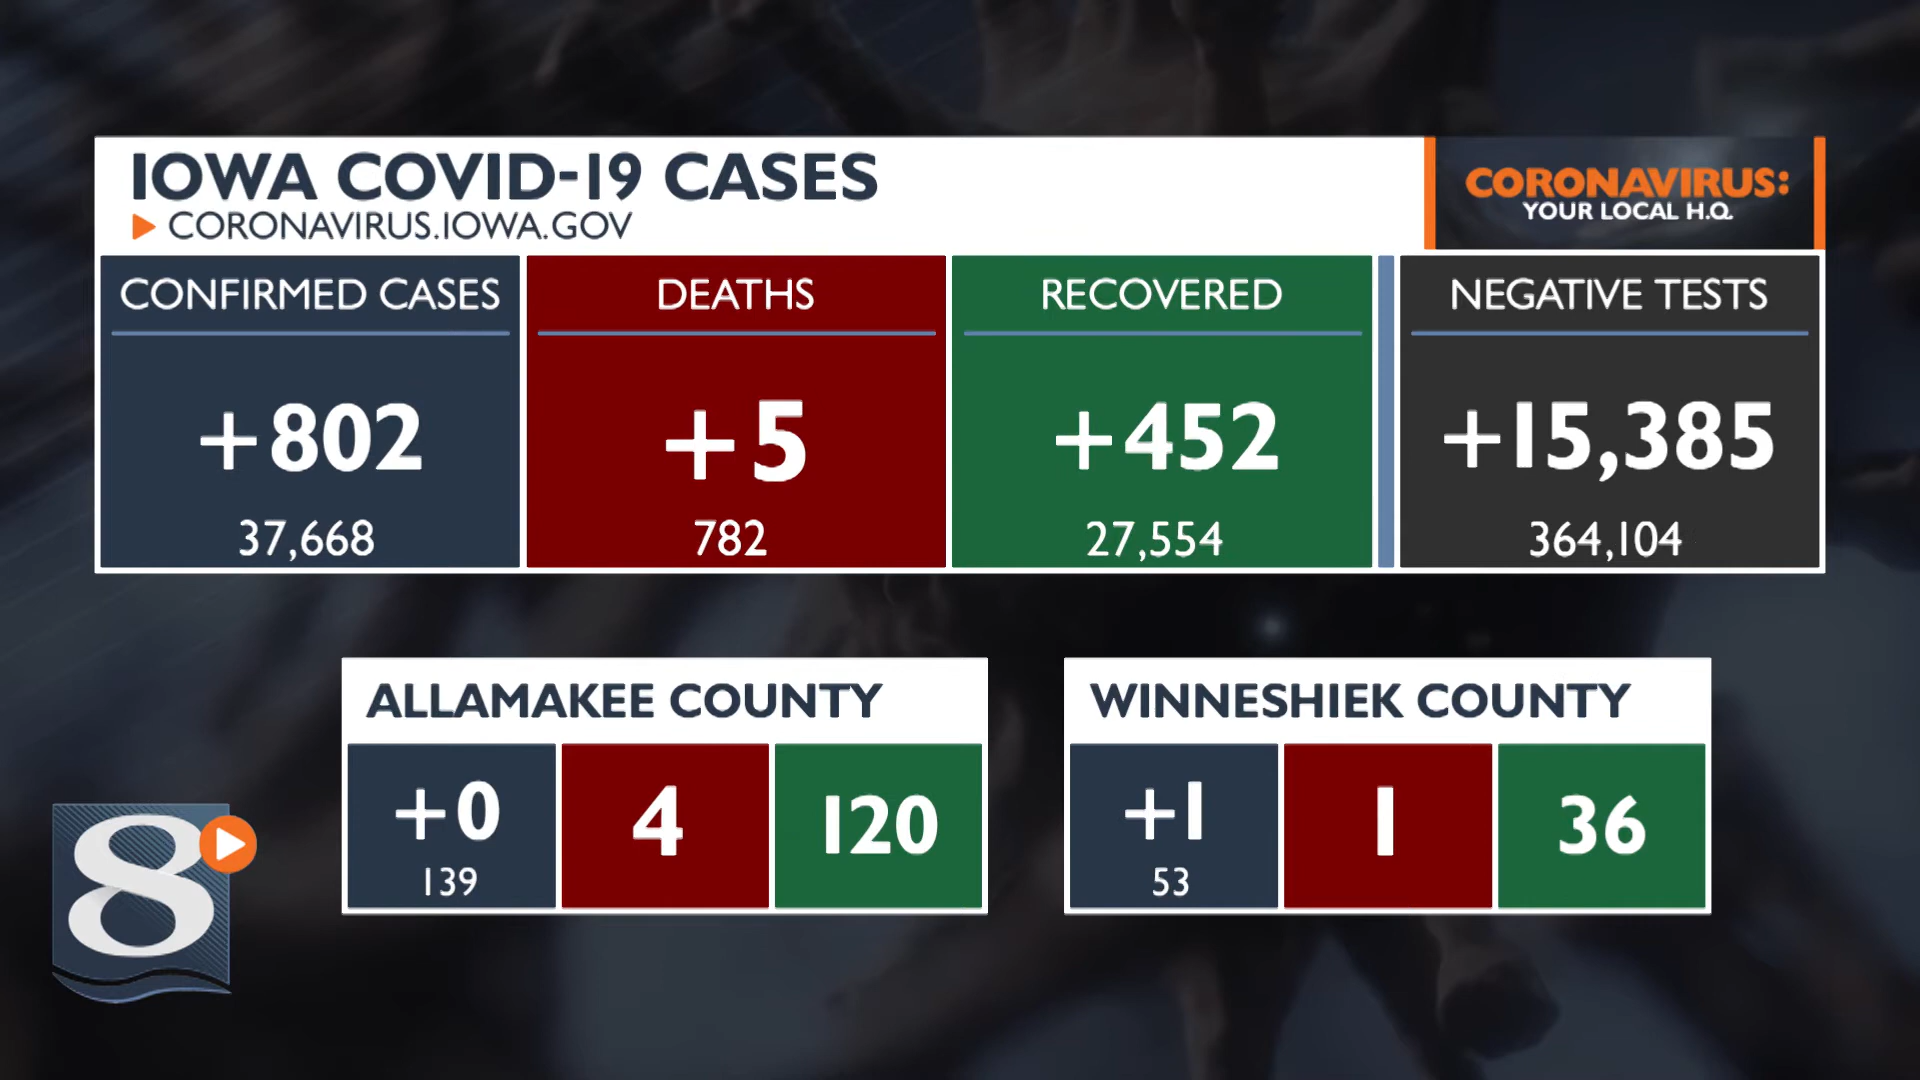 IOWA COVID-19 CASES
CORONAVIRUS.IOWA.GOV
CORONAVIRUS:
YOUR LOCAL H.Q.
CONFIRMED CASES
+802
37,668
DEATHS
+5
782
RECOVERED
+452
27,554
NEGATIVE TESTS
+15,385
364,104
ALLAMAKEE COUNTY
+0
139
4
120
WINNESHIEK COUNTY
+1
53
1
36
8